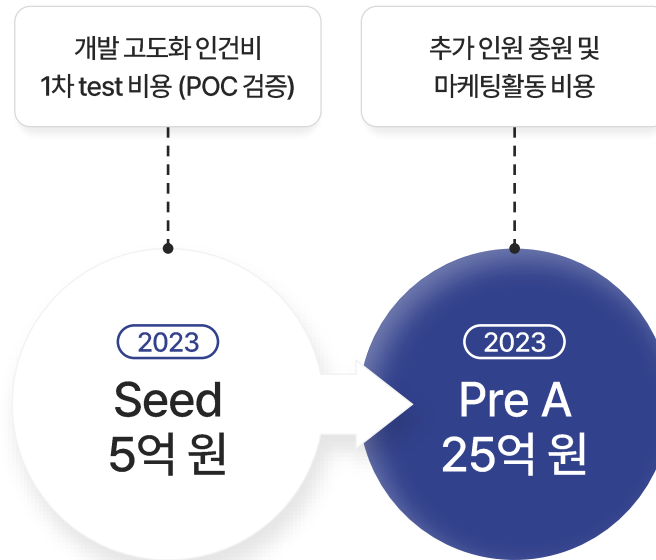 개발 고도화 인건비
1차 test 비용 (POC 검증)
추가 인원 충원 및
마케팅활동 비용
2023
Seed
5억 원
2023
Pre A
25억 원